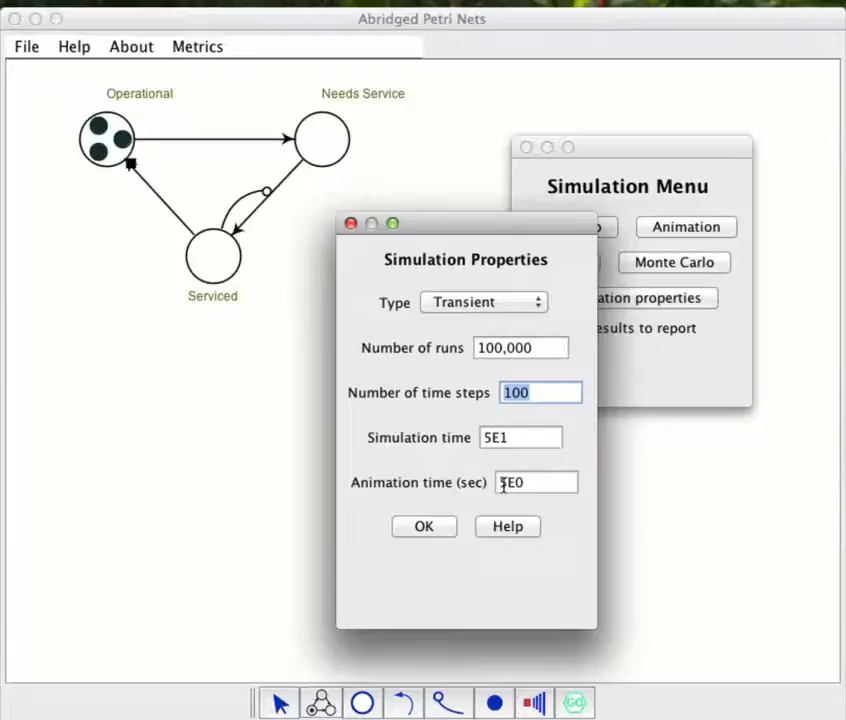 Abridged Petri Nets
File Help About Metrics
Operational
Needs Service
Serviced
Simulation Menu
Animation
Monte Carlo
ation properties
esults to report
Simulation Properties
Type Transient
Number of runs 100,000
Number of time steps 100
Simulation time 5E1
Animation time (sec) 5E0
OK Help
GO